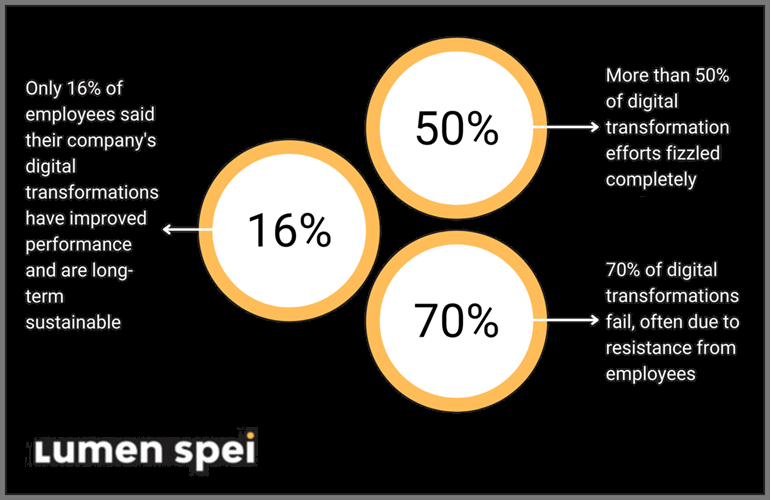 Only 16% of
employees said
their company's
digital
transformations
have improved
performance
and are long-
term
sustainable
16%
50%
More than 50%
of digital
transformation
efforts fizzled
completely
70%
70% of digital
transformations
fail, often due to
resistance from
employees
Lumen spei